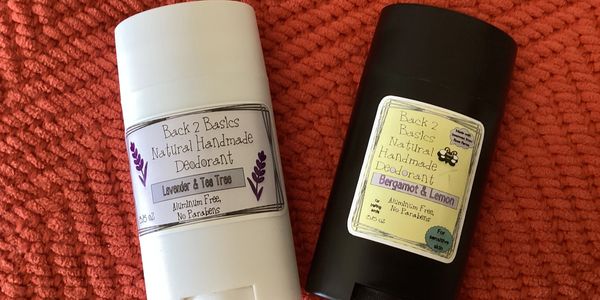 Back 2 Basics
Natural Handmade
Deodorant
Lavender & Tea Tree
Aluminum Free,
No Parabens
Back 2
Basics
Natural
Handmade
Deodorant
Bergamot & Lemon
Aluminum Free,
No Parabens
For
sensitive
skin